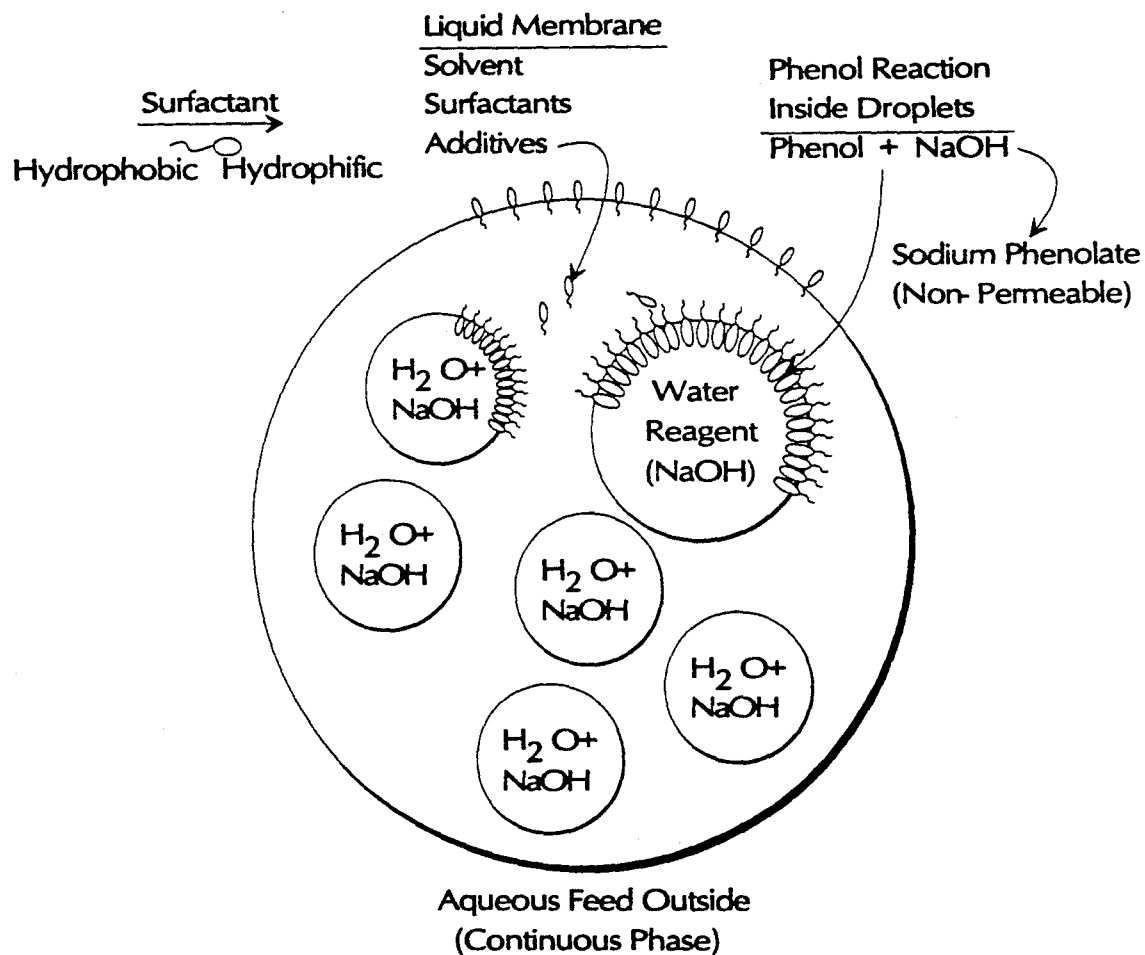 Liquid Membrane
Solvent
Surfactants
Additives
Surfactant
Hydrophobic Hydrophific
Phenol Reaction
Inside Droplets
Phenol + NaOH
Sodium Phenolate
(Non- Permeable)
H2 O+
NaOH
Water
Reagent
(NaOH)
H2 O+
NaOH
H2 O+
NaOH
H2 O+
NaOH
H2 O+
NaOH
Aqueous Feed Outside
(Continuous Phase)